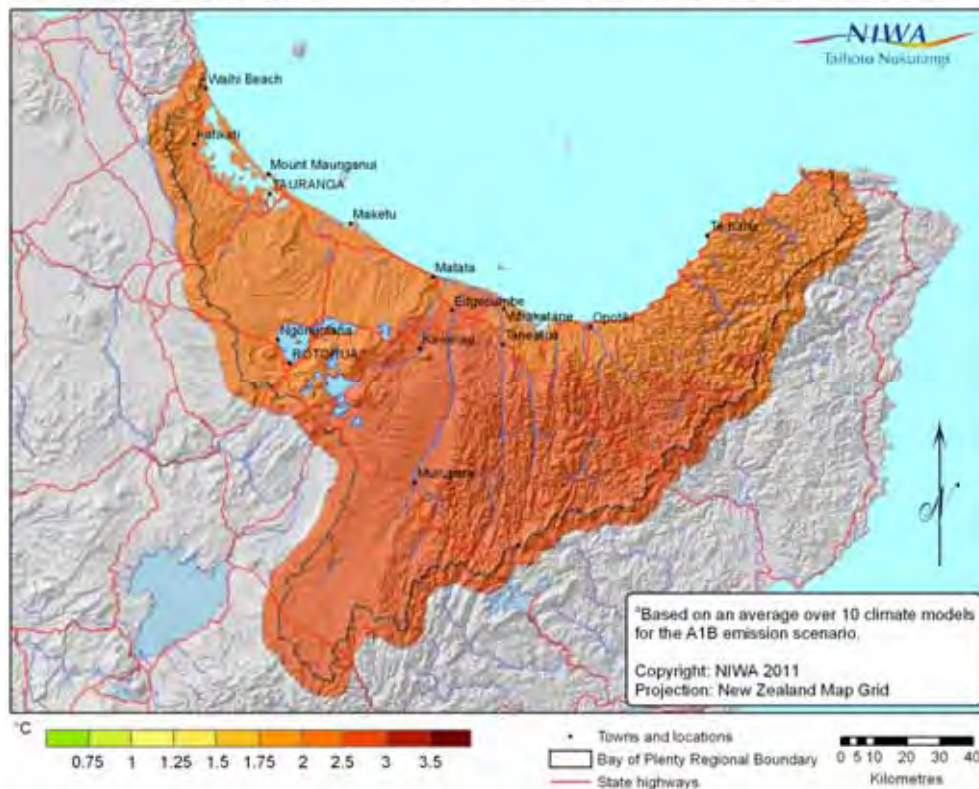 NIWA
Taihoro Nukurangi
Waihi Beach
Katikati
Mount Maunganui
TAURANGA
Maketu
Matata
Te Kaha
Edgecumbe
Whakatane
Opotiki
Taneatua
Kawerau
Ngongotaha
ROTORUA
Murupara
N
*Based on an average over 10 climate models
for the A1B emission scenario.
Copyright: NIWA 2011
Projection: New Zealand Map Grid
°C
0.75 1 1.25 1.5 1.75 2 2.5 3 3.5
Towns and locations
Bay of Plenty Regional Boundary
State highways
0 5 10 20 30 40
Kilometres